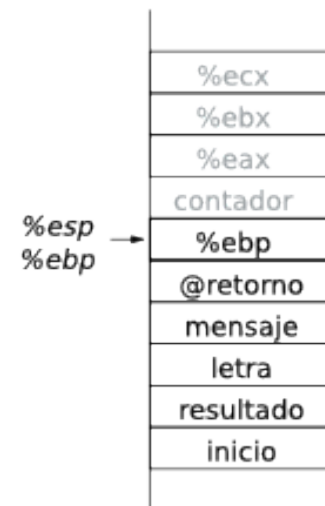 %ecx
%ebx
%eax
contador
%esp
%ebp
%ebp
@retorno
mensaje
letra
resultado
inicio